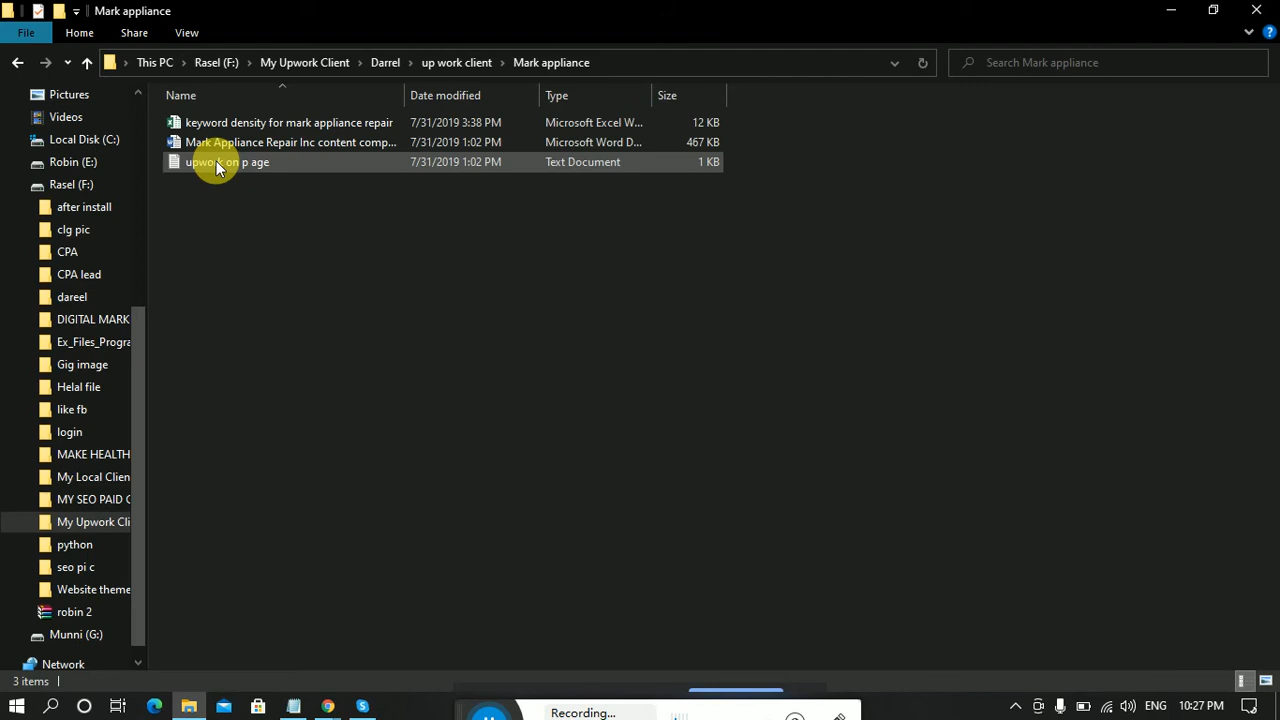 Mark appliance
File Home Share View
This PC Rasel (F:) My Upwork Client Darrel up work client Mark appliance
Search Mark appliance
Name Date modified Type Size
keyword density for mark appliance repair 7/31/2019 3:38 PM Microsoft Excel W... 12 KB
Mark Appliance Repair Inc content comp... 7/31/2019 1:02 PM Microsoft Word D... 467 KB
upwork on p age 7/31/2019 1:02 PM Text Document 1 KB
Pictures
Videos
Local Disk (C:)
Robin (E:)
Rasel (F:)
after install
clg pic
CPA
CPA lead
dareel
DIGITAL MARK
Ex_Files_Progra
Gig image
Helal file
like fb
login
MAKE HEALTH
My Local Clien
MY SEO PAID C
My Upwork Cli
python
seo pi c
Website theme
robin 2
Munni (G:)
Network
3 items
Recording...
ENG 10:27 PM